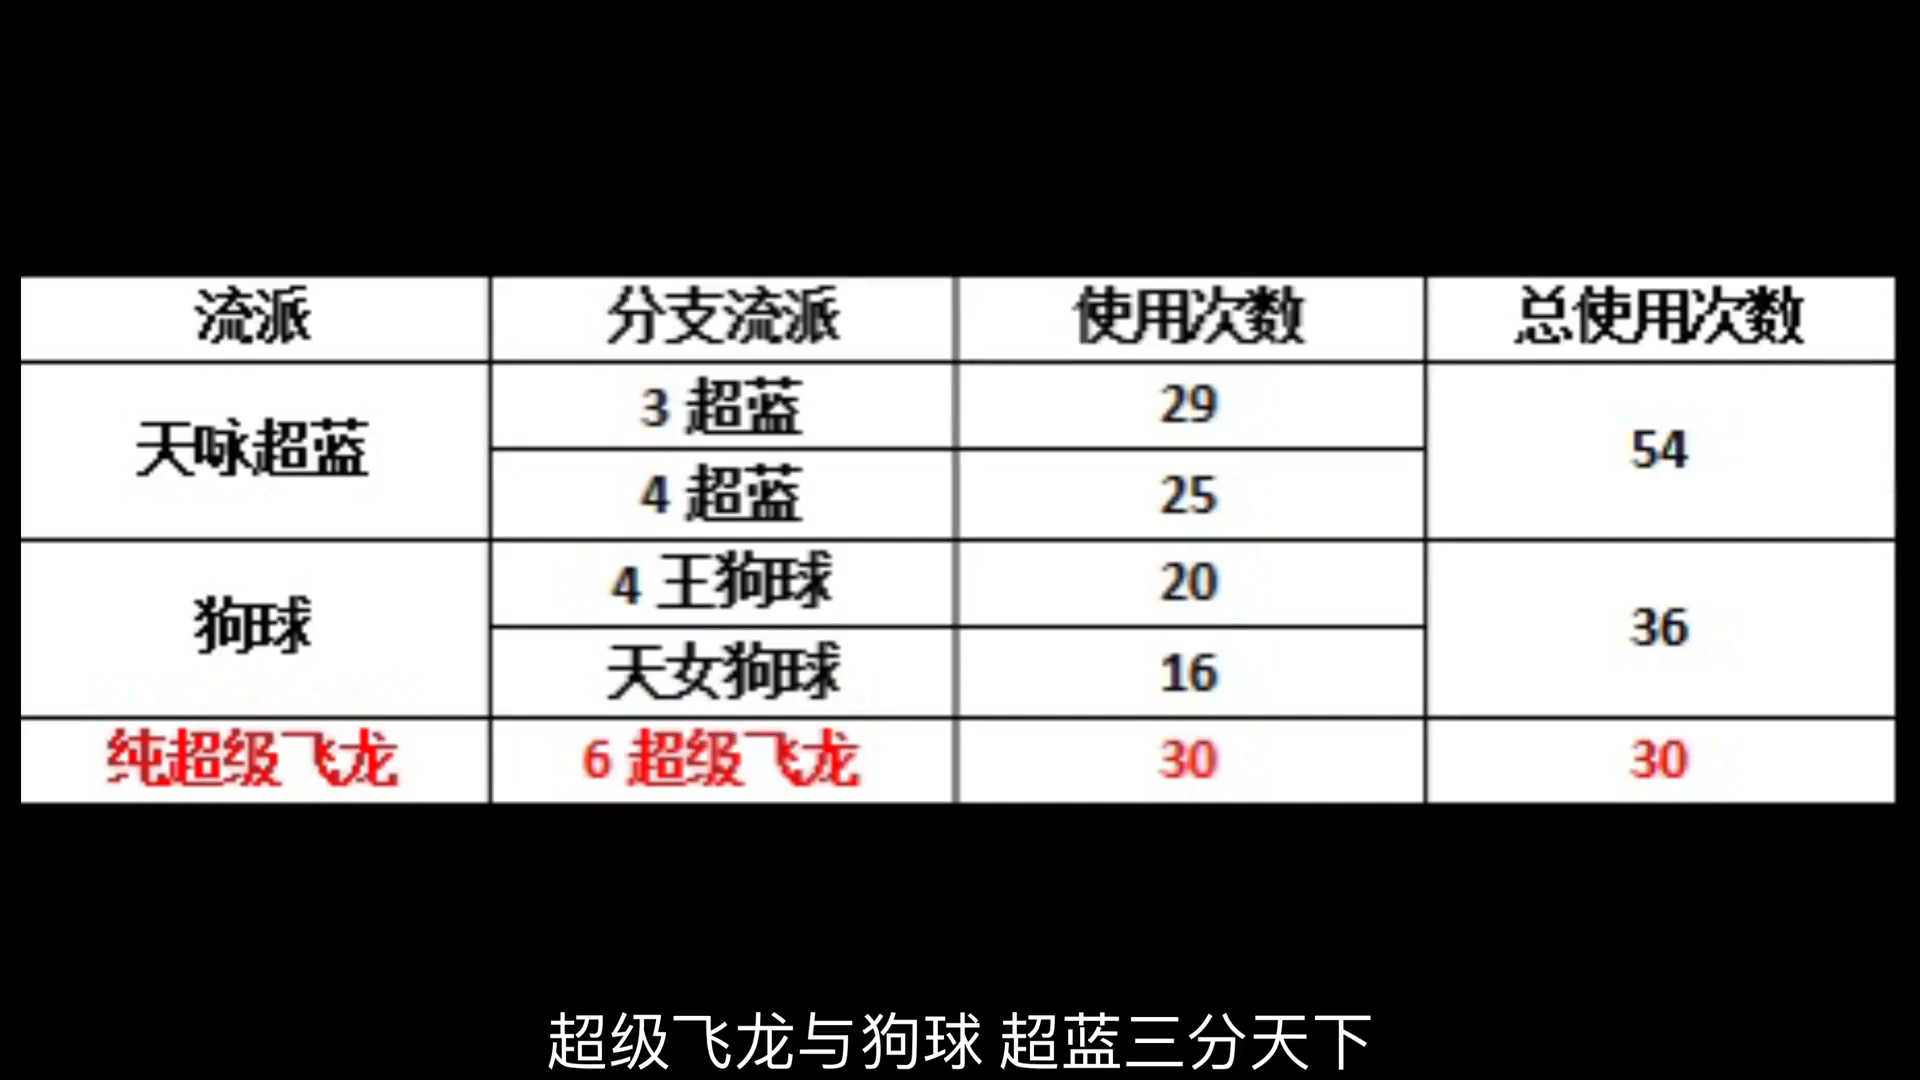 流派 分支流派 使用次数 总使用次数
天咏超蓝 3 超蓝 29 54
4 超蓝 25
狗球 4 王狗球 20 36
天女狗球 16
纯超级飞龙 6 超级飞龙 30 30
超级飞龙与狗球 超蓝三分天下